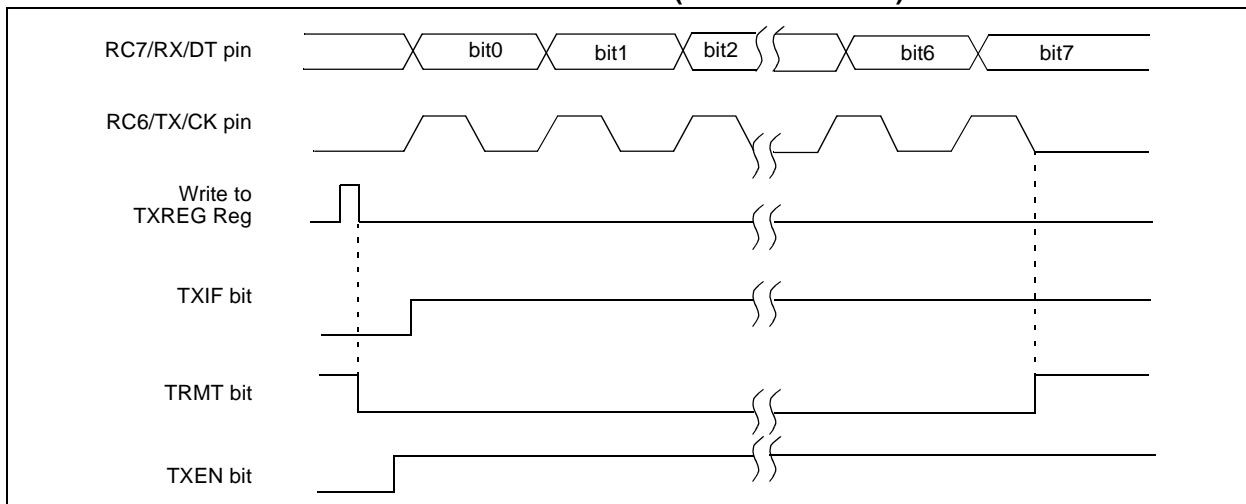 RC7/RX/DT pin bit0 bit1 bit2 bit6 bit7
RC6/TX/CK pin
Write to
TXREG Reg
TXIF bit
TRMT bit
TXEN bit